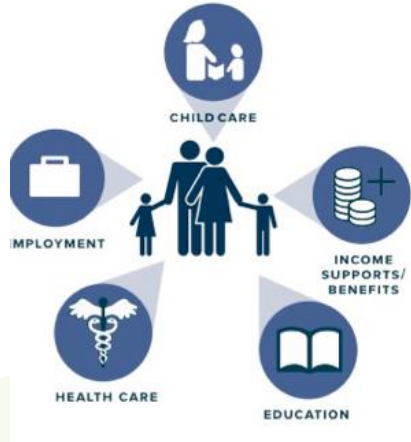 CHILD CARE
MPLOYMENT
INCOME
SUPPORTS/
BENEFITS
HEALTH CARE
EDUCATION